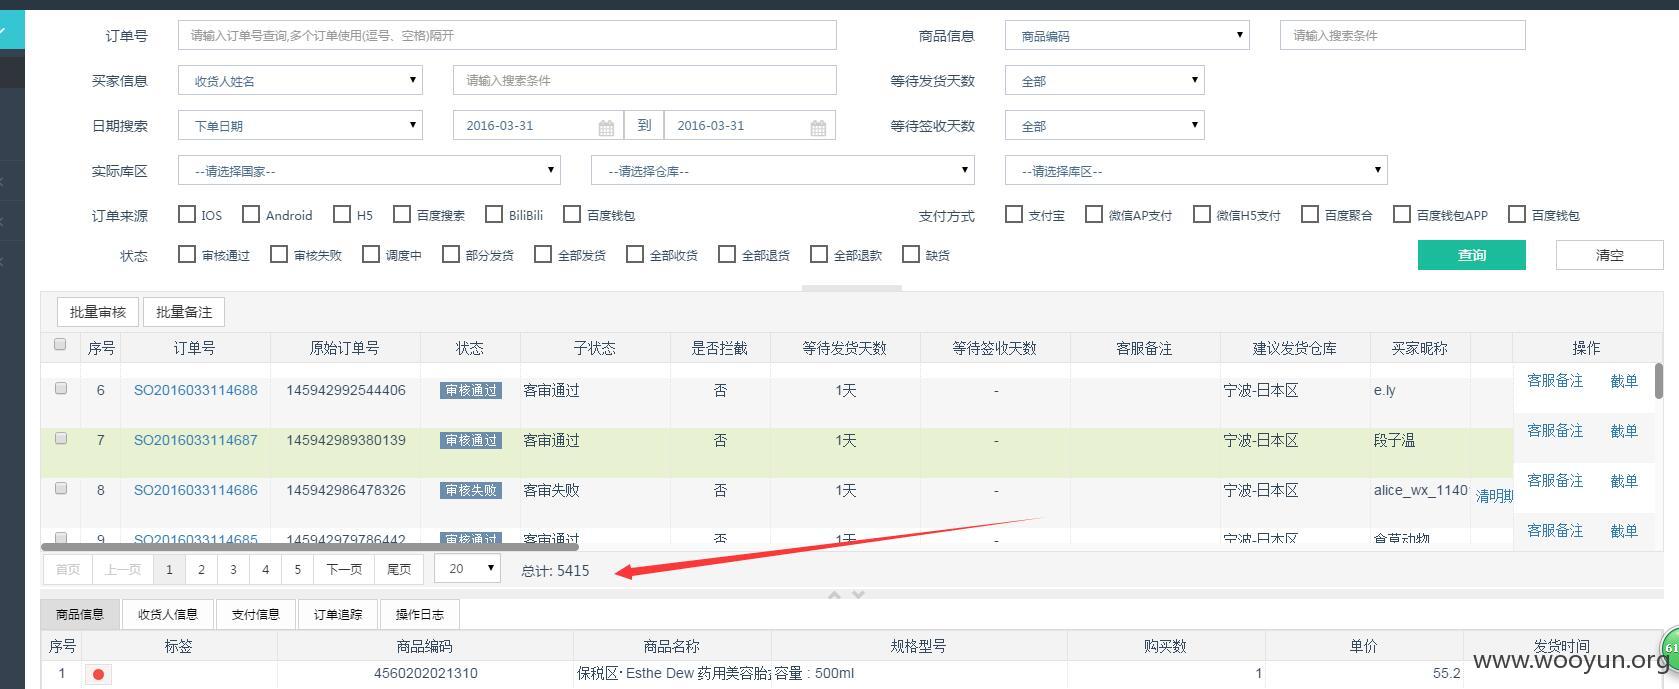 订单号 请输入订单号查询,多个订单使用(逗号、空格)隔开 商品信息 商品编码 请输入搜索条件
买家信息 收货人姓名 请输入搜索条件 等待发货天数 全部
日期搜索 下单日期 2016-03-31 到 2016-03-31 等待签收天数 全部
实际库区 --请选择国家-- --请选择仓库-- --请选择库区--
订单来源 IOS Android H5 百度搜索 BiliBili 百度钱包 支付方式 支付宝 微信AP支付 微信H5支付 百度聚合 百度钱包APP 百度钱包
状态 审核通过 审核失败 调度中 部分发货 全部发货 全部收货 全部退货 全部退款 缺货 查询 清空
批量审核 批量备注
序号 订单号 原始订单号 状态 子状态 是否拦截 等待发货天数 等待签收天数 客服备注 建议发货仓库 买家昵称 操作
6 SO2016033114688 145942992544406 审核通过 客审通过 否 1天 - 宁波-日本区 e.ly 客服备注 截单
7 SO2016033114687 145942989380139 审核通过 客审通过 否 1天 - 宁波-日本区 段子温 客服备注 截单
8 SO2016033114686 145942986478326 审核失败 客审失败 否 1天 - 宁波-日本区 alice_wx_1140 清明期 客服备注 截单
9 SO2016033114685 145942979786442 审核通过 客审通过 否 1天 - 宁波-日本区 食草动物 客服备注 截单
首页 上一页 1 2 3 4 5 下一页 尾页 20 总计: 5415
商品信息 收货人信息 支付信息 订单追踪 操作日志
序号 标签 商品编码 商品名称 规格型号 购买数 单价 发货时间
1 4560202021310 保税区· Esthe Dew 药用美容胎 容量 : 500ml 1 55.2
61
www.wooyun.org